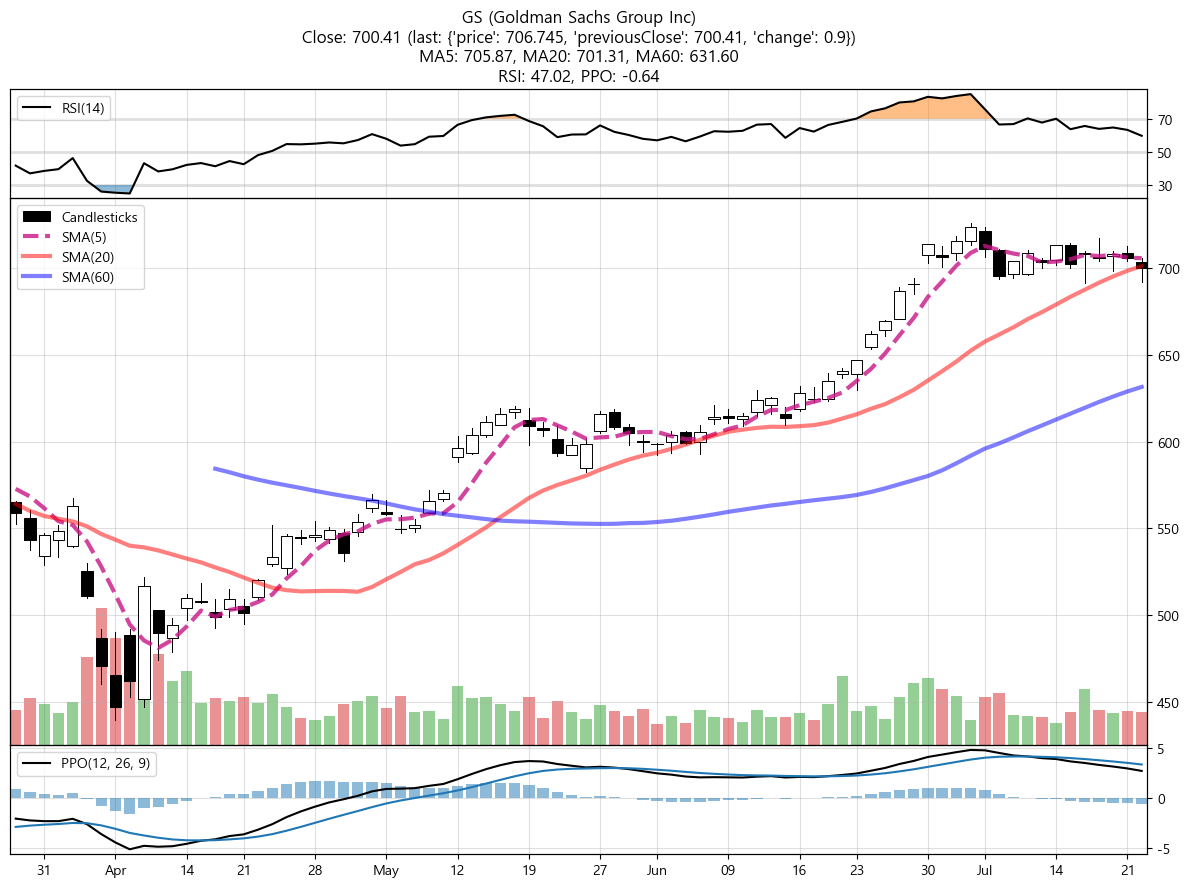 GS (Goldman Sachs Group Inc)
Close: 700.41 (last: {'price': 706.745, 'previousClose': 700.41, 'change': 0.9})
MA5: 705.87, MA20: 701.31, MA60: 631.60
RSI: 47.02, PPO: -0.64
RSI(14)
70
50
30
Candlesticks
SMA(5)
SMA(20)
SMA(60)
700
650
600
550
500
450
PPO(12, 26, 9)
5
0
-5
31 Apr 14 21 28 May 12 19 27 Jun 09 16 23 30 Jul 14 21